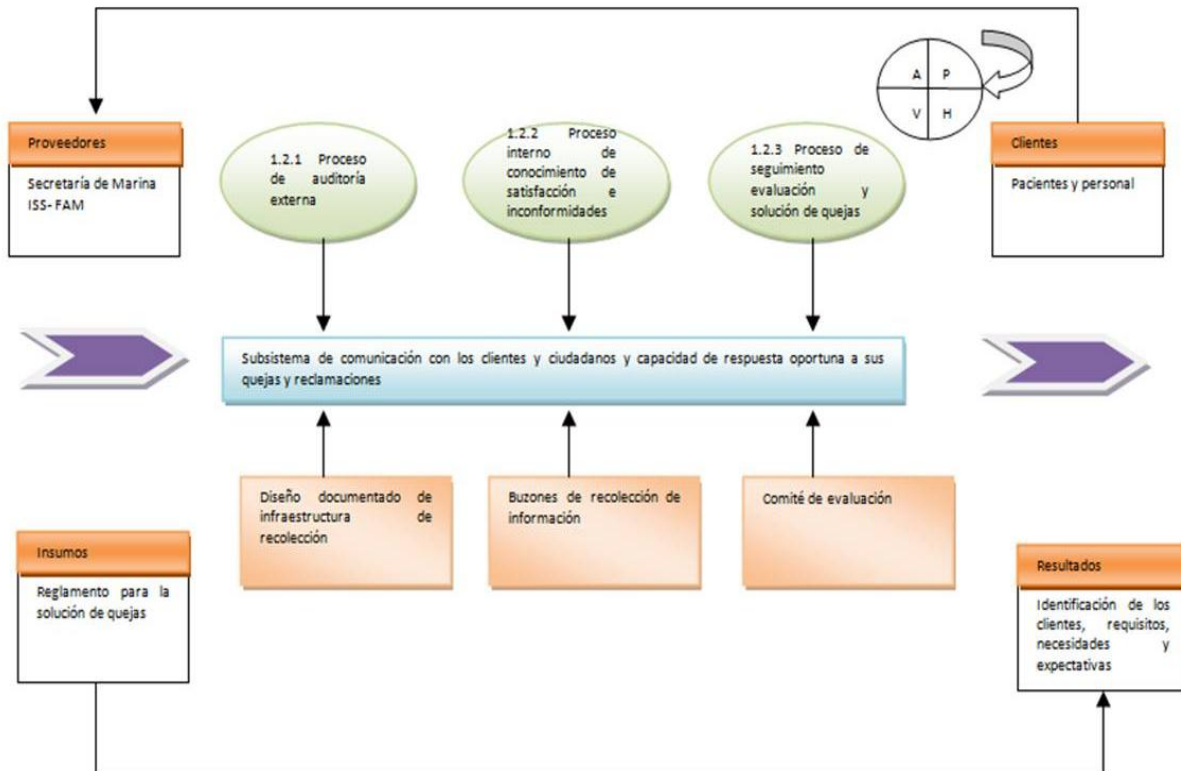 A P
V H
Proveedores
Secretaría de Marina
ISS- FAM
1.2.1 Proceso
de auditoría
externa
1.2.2 Proceso
interno de
conocimiento de
satisfacción e
inconformidades
1.2.3 Proceso de
seguimiento
evaluación y
solución de quejas
Clientes
Pacientes y personal
Subsistema de comunicación con los clientes y ciudadanos y capacidad de respuesta oportuna a sus
quejas y reclamaciones
Diseño documentado de
infraestructura de
recolección
Buzones de recolección de
información
Comité de evaluación
Insumos
Reglamento para la
solución de quejas
Resultados
Identificación de los
clientes, requisitos,
necesidades y
expectativas